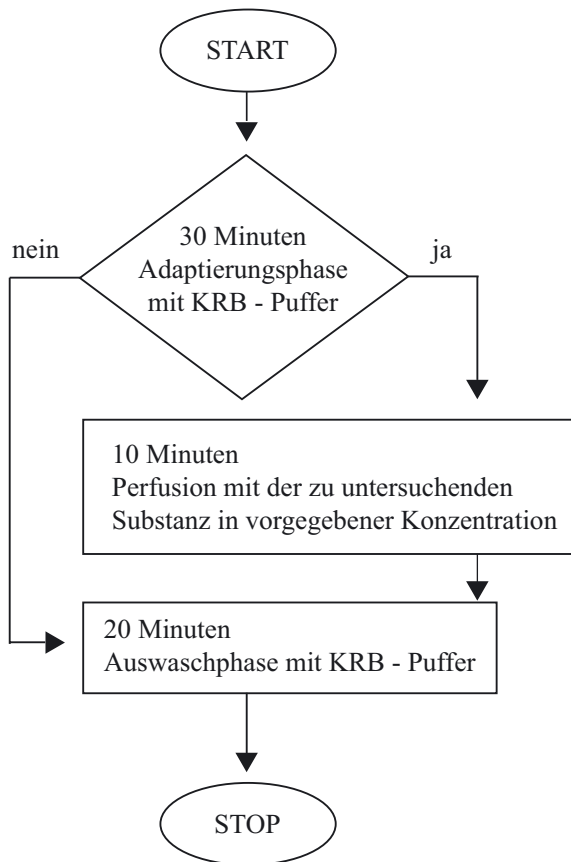 START
30 Minuten
Adaptierungsphase
mit KRB - Puffer
nein
ja
10 Minuten
Perfusion mit der zu untersuchenden
Substanz in vorgegebener Konzentration
20 Minuten
Auswaschphase mit KRB - Puffer
STOP